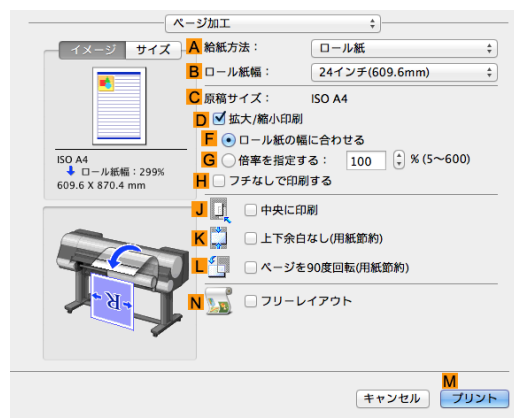 ページ加工
イメージ サイズ
A 給紙方法： ロール紙
B ロール紙幅： 24インチ(609.6mm)
C 原稿サイズ： ISO A4
D 拡大/縮小印刷
F ロール紙の幅に合わせる
G 倍率を指定する： 100 % (5～600)
H フチなしで印刷する
ISO A4
ロール紙幅：299%
609.6 X 870.4 mm
J 中央に印刷
K 上下余白なし(用紙節約)
L ページを90度回転(用紙節約)
N フリーレイアウト
R
M
キャンセル プリント